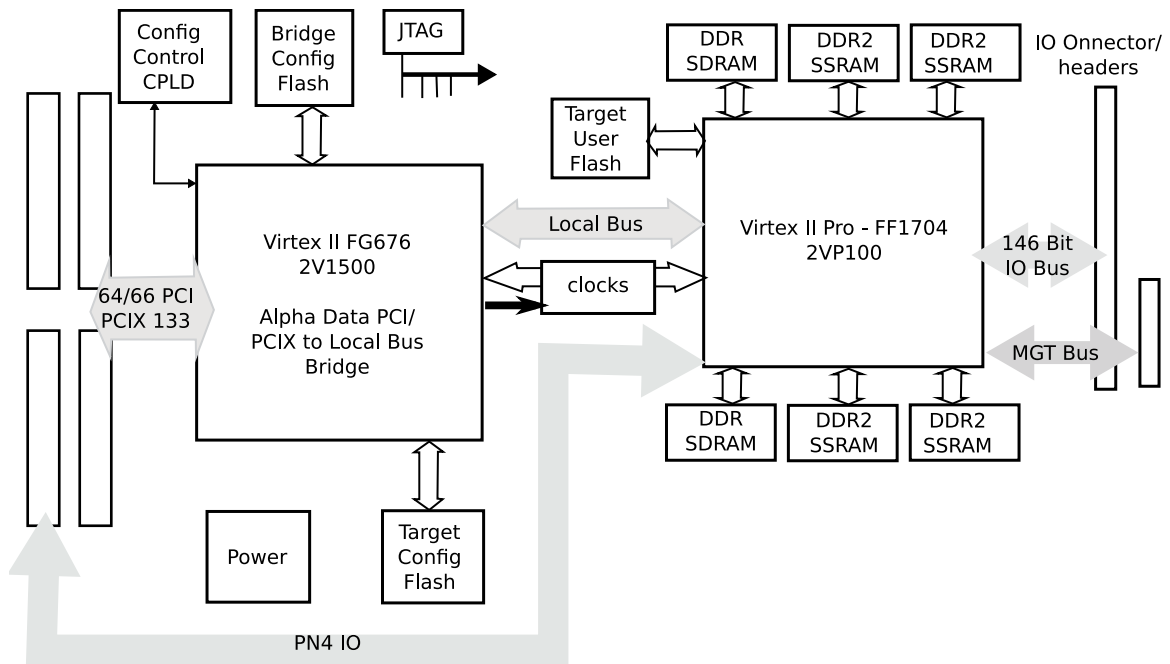 Config
Control
CPLD
Bridge
Config
Flash
JTAG
DDR
SDRAM
DDR2
SSRAM
DDR2
SSRAM
IO Onnector/
headers
Target
User
Flash
Local Bus
Virtex II FG676
2V1500
Alpha Data PCI/
PCIX to Local Bus
Bridge
Virtex II Pro - FF1704
2VP100
146 Bit
IO Bus
clocks
64/66 PCI
PCIX 133
MGT Bus
DDR
SDRAM
DDR2
SSRAM
DDR2
SSRAM
Power
Target
Config
Flash
PN4 IO